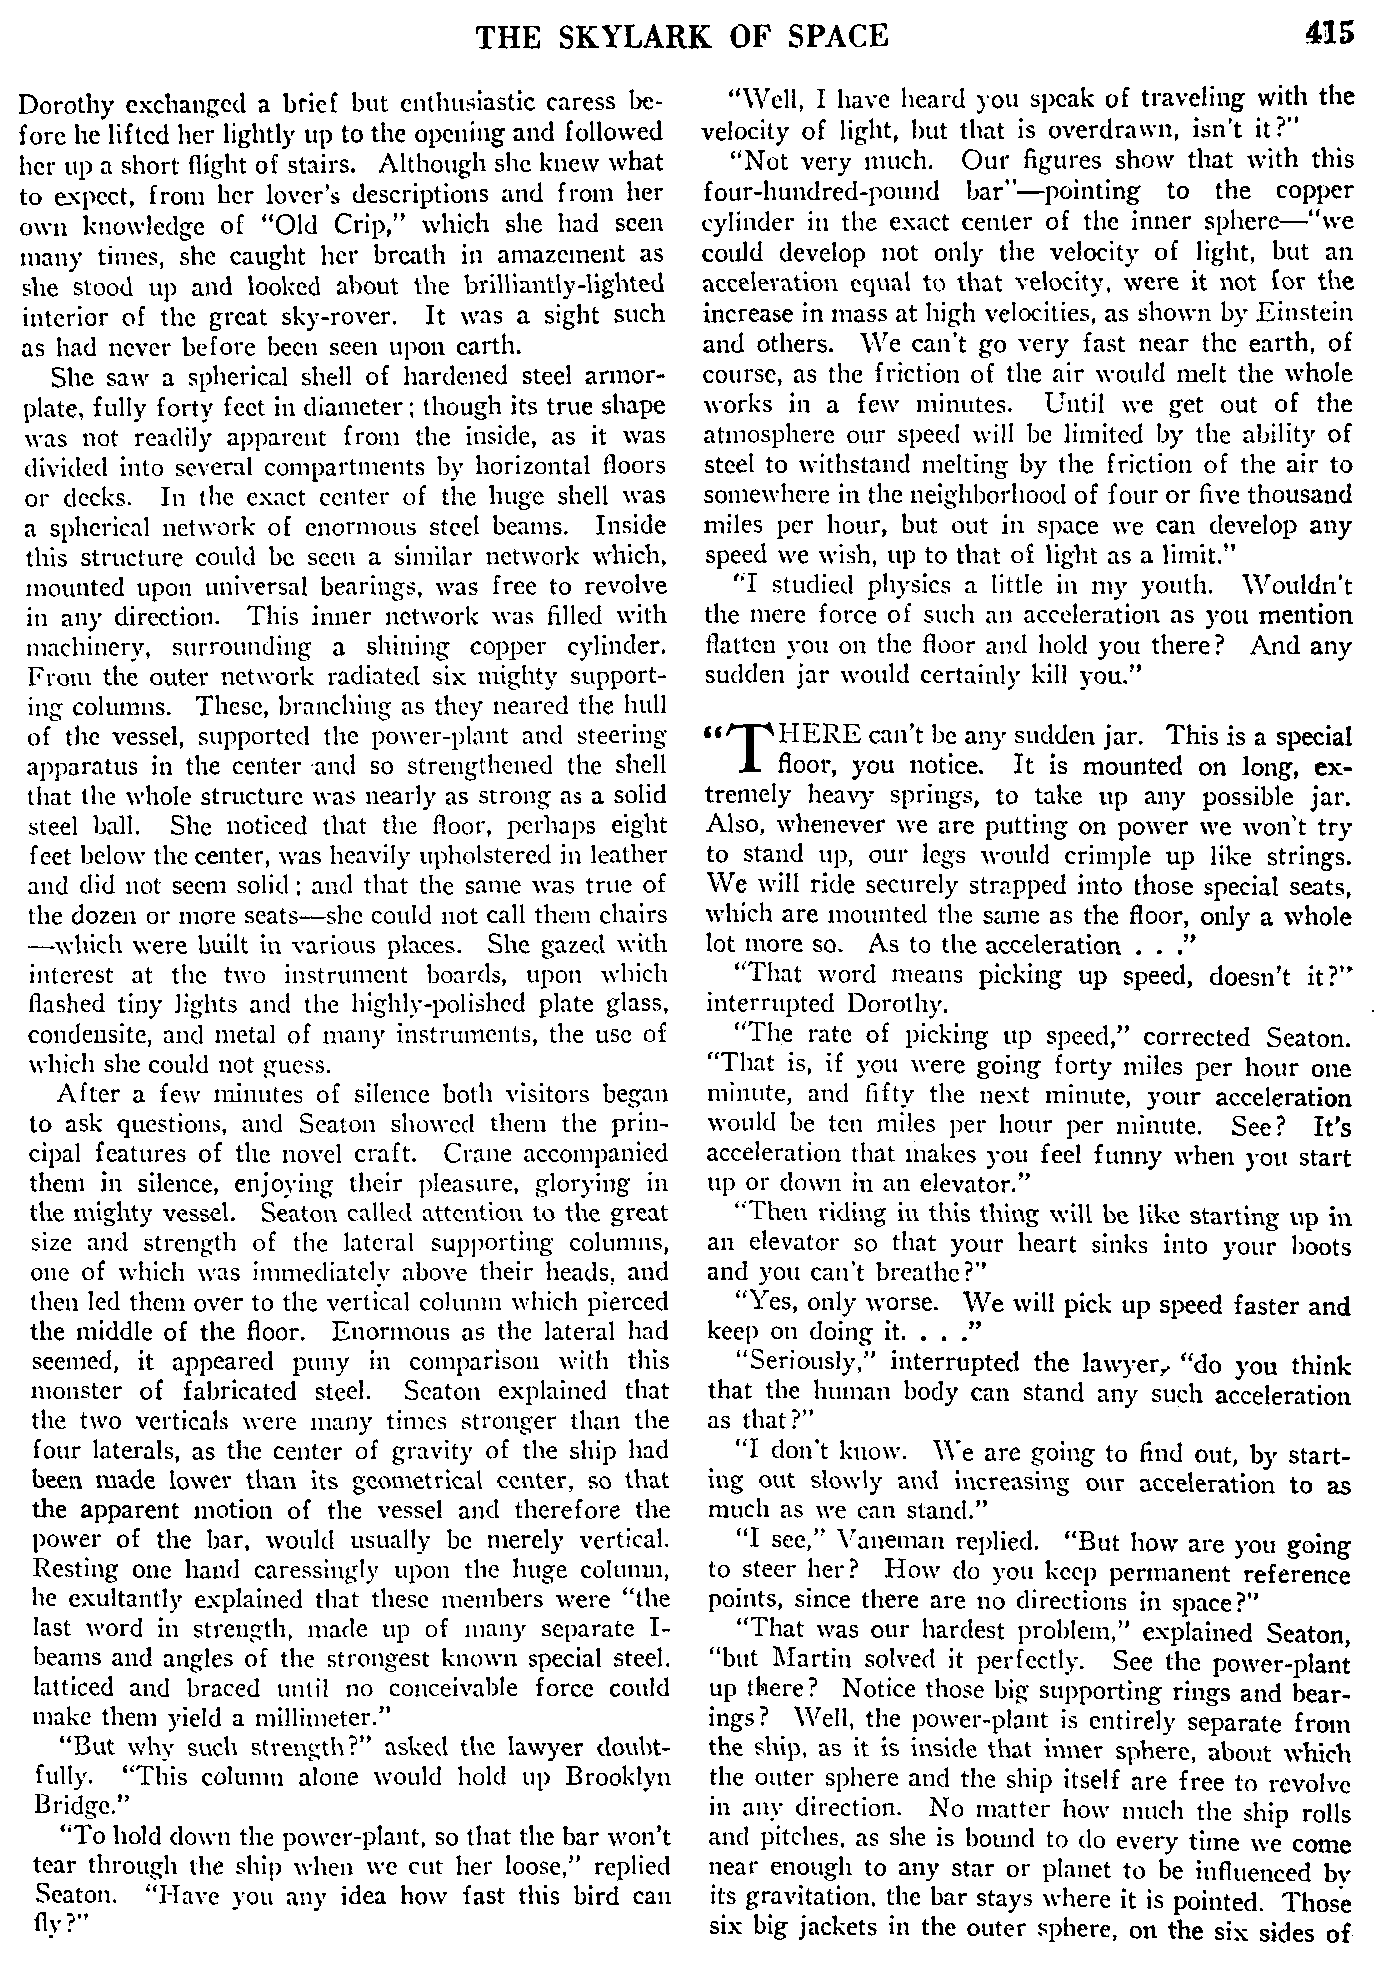 THE SKYLARK OF SPACE
415
Dorothy exchanged a brief but enthusiastic caress be-
fore he lifted her lightly up to the opening and followed
her up a short flight of stairs. Although she knew what
to expect, from her lover's descriptions and from her
own knowledge of "Old Crip," which she had seen
many times, she caught her breath in amazement as
she stood up and looked about the brilliantly-lighted
interior of the great sky-rover. It was a sight such
as had never before been seen upon earth.
She saw a spherical shell of hardened steel armor-
plate, fully forty feet in diameter; though its true shape
was not readily apparent from the inside, as it was
divided into several compartments by horizontal floors
or decks. In the exact center of the huge shell was
a spherical network of enormous steel beams. Inside
this structure could be seen a similar network which,
mounted upon universal bearings, was free to revolve
in any direction. This inner network was filled with
machinery, surrounding a shining copper cylinder.
From the outer network radiated six mighty support-
ing columns. These, branching as they neared the hull
of the vessel, supported the power-plant and steering
apparatus in the center and so strengthened the shell
that the whole structure was nearly as strong as a solid
steel ball. She noticed that the floor, perhaps eight
feet below the center, was heavily upholstered in leather
and did not seem solid; and that the same was true of
the dozen or more seats—she could not call them chairs
—which were built in various places. She gazed with
interest at the two instrument boards, upon which
flashed tiny lights and the highly-polished plate glass,
condensite, and metal of many instruments, the use of
which she could not guess.
After a few minutes of silence both visitors began
to ask questions, and Seaton showed them the prin-
cipal features of the novel craft. Crane accompanied
them in silence, enjoying their pleasure, glorying in
the mighty vessel. Seaton called attention to the great
size and strength of the lateral supporting columns,
one of which was immediately above their heads, and
then led them over to the vertical column which pierced
the middle of the floor. Enormous as the lateral had
seemed, it appeared puny in comparison with this
monster of fabricated steel. Seaton explained that
the two verticals were many times stronger than the
four laterals, as the center of gravity of the ship had
been made lower than its geometrical center, so that
the apparent motion of the vessel and therefore the
power of the bar, would usually be merely vertical.
Resting one hand caressingly upon the huge column,
he exultantly explained that these members were "the
last word in strength, made up of many separate I-
beams and angles of the strongest known special steel,
latticed and braced until no conceivable force could
make them yield a millimeter."
"But why such strength?" asked the lawyer doubt-
fully. "This column alone would hold up Brooklyn
Bridge."
"To hold down the power-plant, so that the bar won't
tear through the ship when we cut her loose," replied
Seaton. "Have you any idea how fast this bird can
fly?"
"Well, I have heard you speak of traveling with the
velocity of light, but that is overdrawn, isn't it?"
"Not very much. Our figures show that with this
four-hundred-pound bar"—pointing to the copper
cylinder in the exact center of the inner sphere—"we
could develop not only the velocity of light, but an
acceleration equal to that velocity, were it not for the
increase in mass at high velocities, as shown by Einstein
and others. We can't go very fast near the earth, of
course, as the friction of the air would melt the whole
works in a few minutes. Until we get out of the
atmosphere our speed will be limited by the ability of
steel to withstand melting by the friction of the air to
somewhere in the neighborhood of four or five thousand
miles per hour, but out in space we can develop any
speed we wish, up to that of light as a limit."
"I studied physics a little in my youth. Wouldn't
the mere force of such an acceleration as you mention
flatten you on the floor and hold you there? And any
sudden jar would certainly kill you."
"THERE can't be any sudden jar. This is a special
floor, you notice. It is mounted on long, ex-
tremely heavy springs, to take up any possible jar.
Also, whenever we are putting on power we won't try
to stand up, our legs would crimple up like strings.
We will ride securely strapped into those special seats,
which are mounted the same as the floor, only a whole
lot more so. As to the acceleration . . ."
"That word means picking up speed, doesn't it?"
interrupted Dorothy.
"The rate of picking up speed," corrected Seaton.
"That is, if you were going forty miles per hour one
minute, and fifty the next minute, your acceleration
would be ten miles per hour per minute. See? It's
acceleration that makes you feel funny when you start
up or down in an elevator."
"Then riding in this thing will be like starting up in
an elevator so that your heart sinks into your boots
and you can't breathe?"
"Yes, only worse. We will pick up speed faster and
keep on doing it. . . ."
"Seriously," interrupted the lawyer, "do you think
that the human body can stand any such acceleration
as that?"
"I don't know. We are going to find out, by start-
ing out slowly and increasing our acceleration to as
much as we can stand."
"I see," Vaneman replied. "But how are you going
to steer her? How do you keep permanent reference
points, since there are no directions in space?"
"That was our hardest problem," explained Seaton,
"but Martin solved it perfectly. See the power-plant
up there? Notice those big supporting rings and bear-
ings? Well, the power-plant is entirely separate from
the ship, as it is inside that inner sphere, about which
the outer sphere and the ship itself are free to revolve
in any direction. No matter how much the ship rolls
and pitches, as she is bound to do every time we come
near enough to any star or planet to be influenced by
its gravitation, the bar stays where it is pointed. Those
six big jackets in the outer sphere, on the six sides of